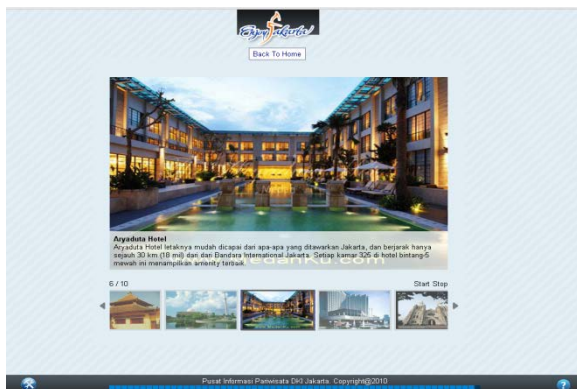 Enjoy Jakarta
Back To Home
Aryaduta Hotel
Aryaduta Hotel letaknya mudah dicapai dari apa-apa yang ditawarkan Jakarta, dan berjarak hanya
sejauh 30 km (18 mil) dari dari Bandara International Jakarta. Setiap kamar 325 di hotel bintang-5
mewah ini menampilkan amenity terbaik.
6 / 10
Start Stop
Pusat Informasi Pariwisata DKI Jakarta. Copyright@2010